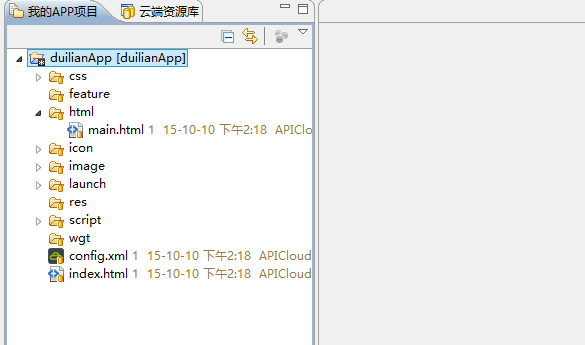 我的APP项目 云端资源库
duilianApp [duilianApp]
css
feature
html
main.html 1 15-10-10 下午2:18 APIClou
icon
image
launch
res
script
wgt
config.xml 1 15-10-10 下午2:18 APICloud
index.html 1 15-10-10 下午2:18 APICloud